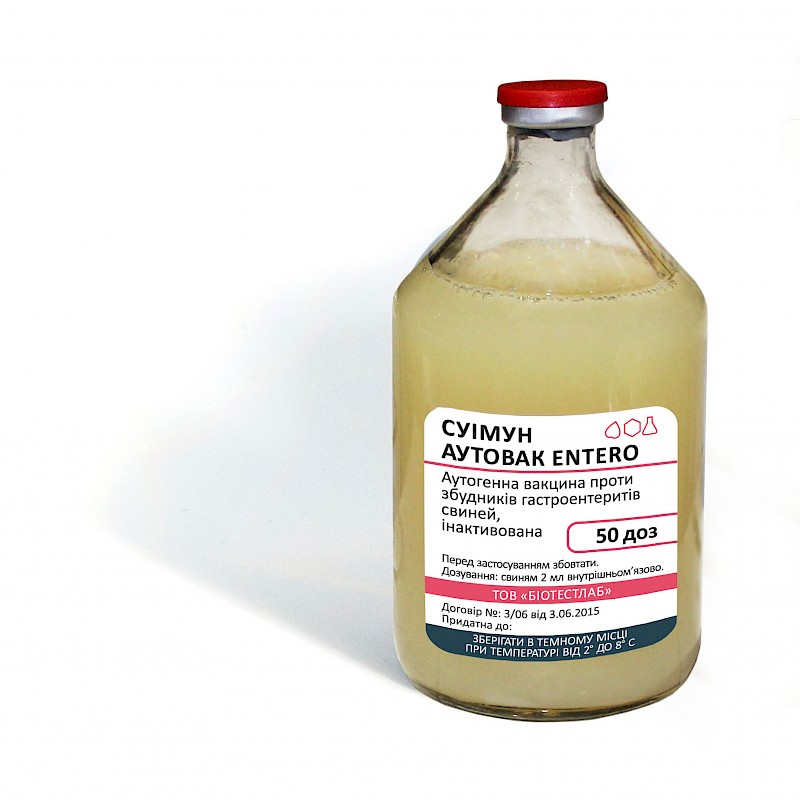 СУІМУН
АУТОВАК ENTERO
Аутогенна вакцина проти
збудників гастроентеритів
свиней,
інактивована
50 доз
Перед застосуванням збовтати.
Дозування: свиням 2 мл внутрішньом’язово.
ТОВ «БІОТЕСТЛАБ»
Договір №: 3/06 від 3.06.2015
Придатна до:
ЗБЕРІГАТИ В ТЕМНОМУ МІСЦІ
ПРИ ТЕМПЕРАТУРІ ВІД 2° ДО 8° С